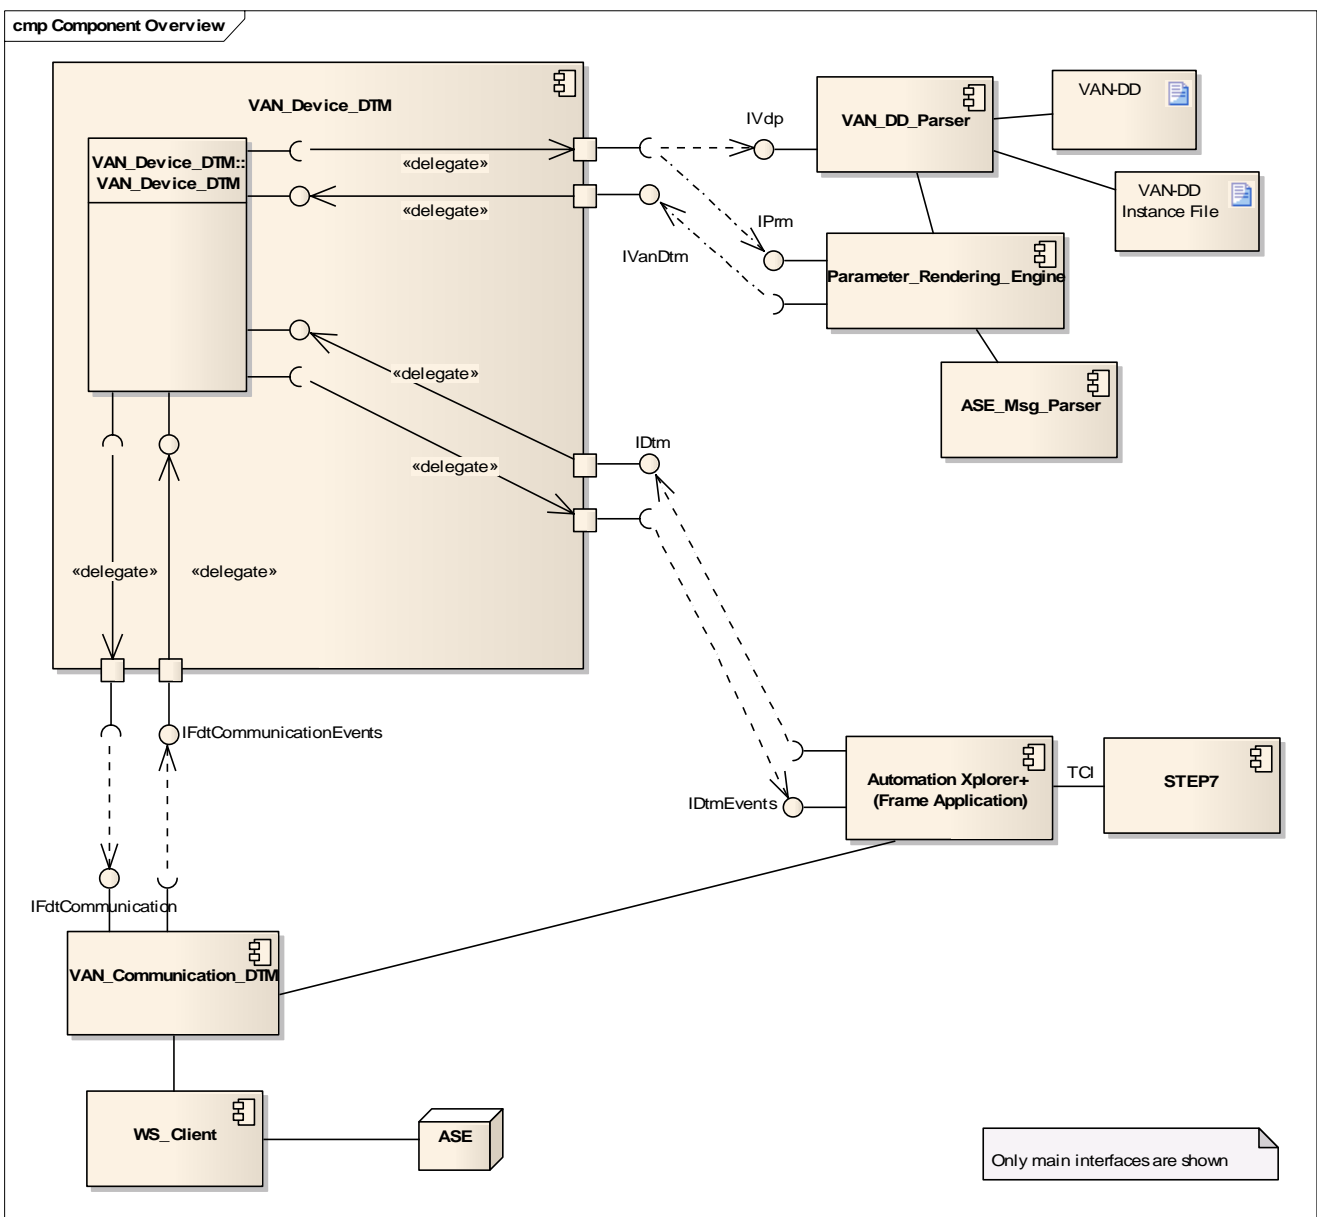 cmp Component Overview
VAN_Device_DTM
VAN_Device_DTM::
VAN_Device_DTM
«delegate»
«delegate»
«delegate»
«delegate»
«delegate»
«delegate»
IVdp
IPrm
IVanDtm
VAN_DD_Parser
VAN-DD
VAN-DD
Instance File
Parameter_Rendering_Engine
ASE_Msg_Parser
IDtm
IFdtCommunicationEvents
IDtmEvents
Automation Xplorer+
(Frame Application)
TCI
STEP7
IFdtCommunication
VAN_Communication_DTM
WS_Client
ASE
Only main interfaces are shown